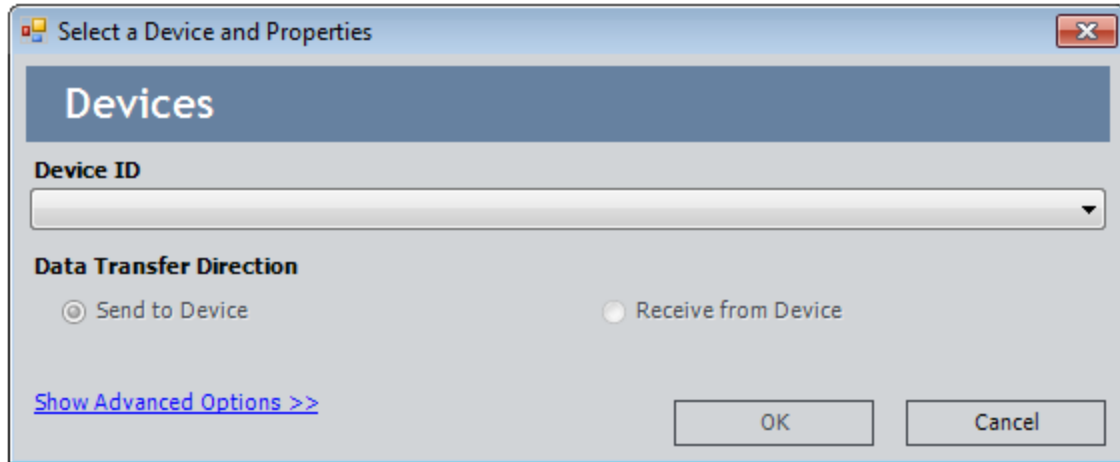 Select a Device and Properties
Devices
Device ID
Data Transfer Direction
Send to Device Receive from Device
Show Advanced Options >>
OK Cancel